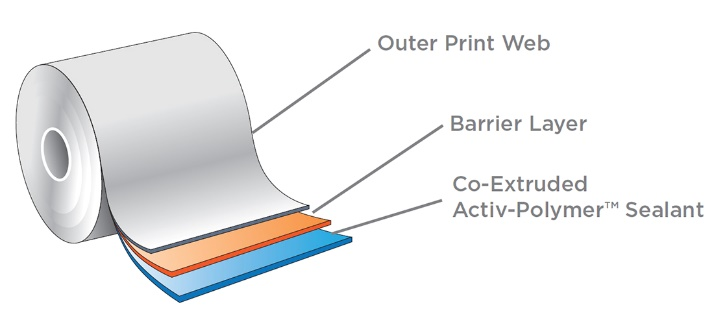 Outer Print Web
Barrier Layer
Co-Extruded
Activ-Polymer™ Sealant